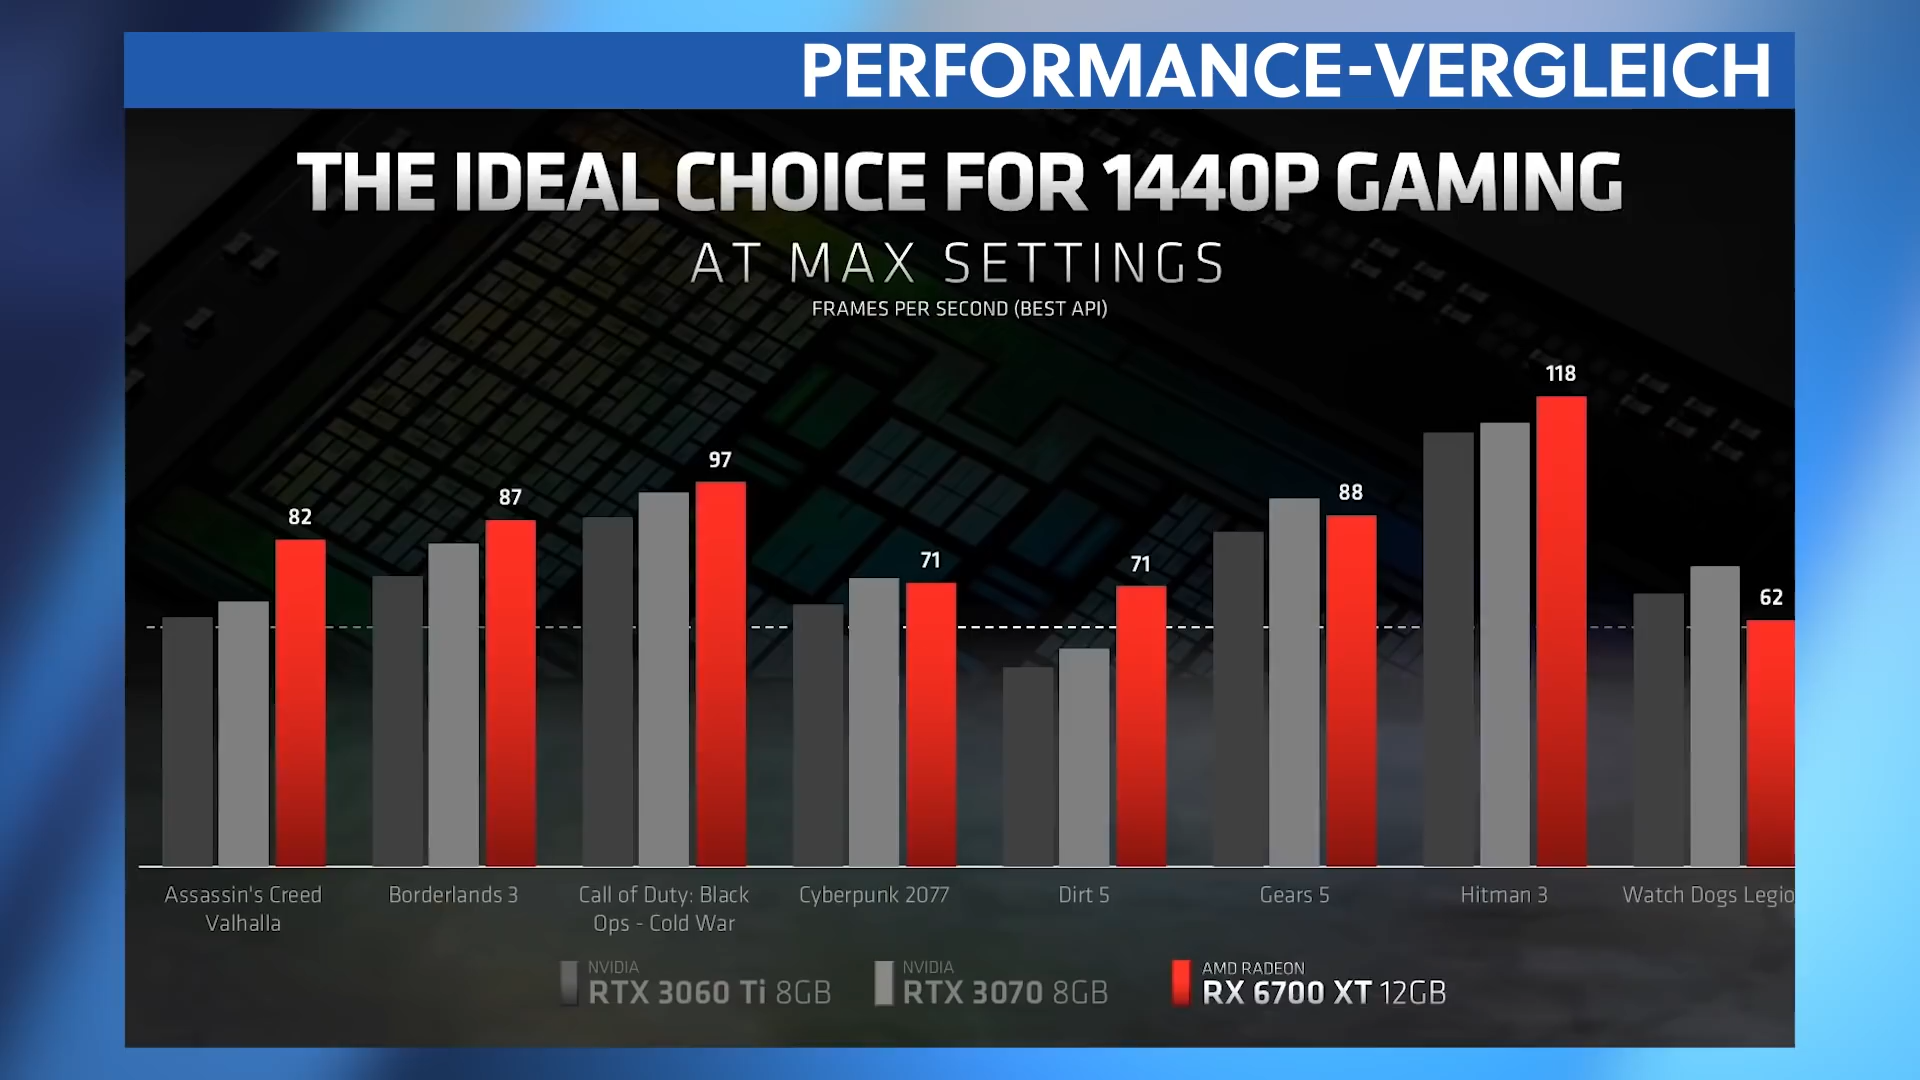 PERFORMANCE-VERGLEICH
THE IDEAL CHOICE FOR 1440P GAMING
AT MAX SETTINGS
FRAMES PER SECOND (BEST API)
82
87
97
71
71
88
118
62
Assassin's Creed
Valhalla
Borderlands 3
Call of Duty: Black
Ops - Cold War
Cyberpunk 2077
Dirt 5
Gears 5
Hitman 3
Watch Dogs Legio
NVIDIA
RTX 3060 Ti 8GB
NVIDIA
RTX 3070 8GB
AMD RADEON
RX 6700 XT 12GB